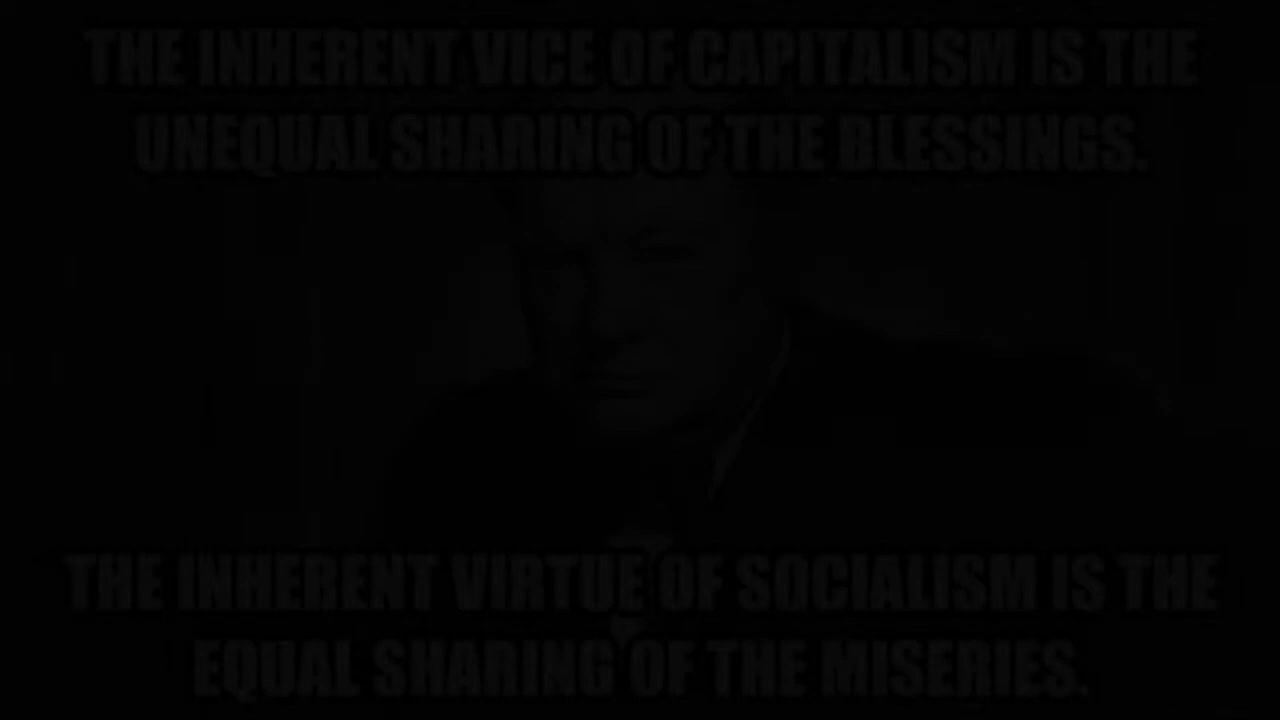 THE INHERENT VICE OF CAPITALISM IS THE
UNEQUAL SHARING OF THE BLESSINGS.
THE INHERENT VIRTUE OF SOCIALISM IS THE
EQUAL SHARING OF THE MISERIES.